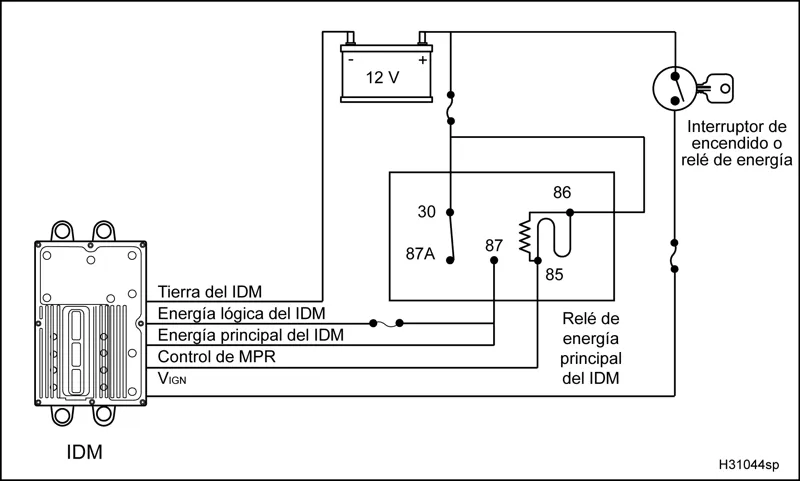 -
+
12 V
Interruptor de
encendido o
relé de energía
86
30
87
87A
85
Tierra del IDM
Energía lógica del IDM
Energía principal del IDM
Control de MPR
VIGN
Relé de
energía
principal
del IDM
IDM
H31044sp